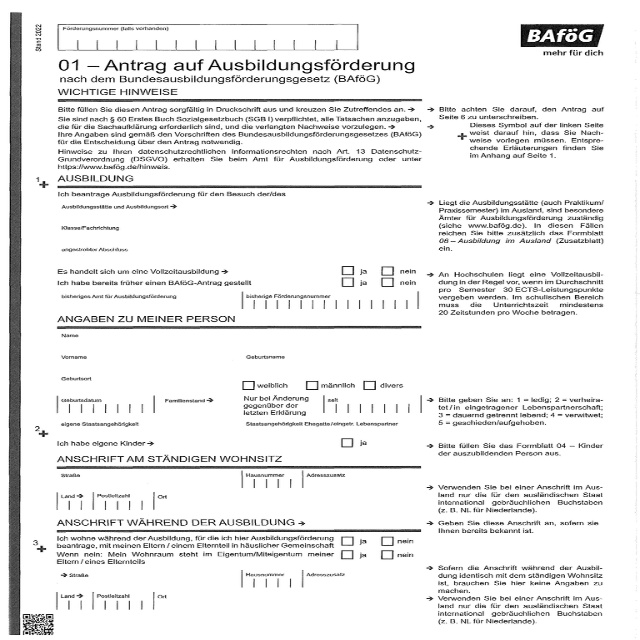 Förderungsnummer (falls vorhanden)
Stand 2022
BAföG
mehr für dich
01 – Antrag auf Ausbildungsförderung
nach dem Bundesausbildungsförderungsgesetz (BAföG)
WICHTIGE HINWEISE
Bitte füllen Sie diesen Antrag sorgfältig in Druckschrift aus und kreuzen Sie Zutreffendes an. →
Sie sind nach § 60 Erstes Buch Sozialgesetzbuch (SGB I) verpflichtet, alle Tatsachen anzugeben,
die für die Sachaufklärung erforderlich sind, und die verlangten Nachweise vorzulegen. →
Ihre Angaben sind gemäß den Vorschriften des Bundesausbildungsförderungsgesetzes (BAföG)
für die Entscheidung über den Antrag notwendig.
Hinweise zu Ihren datenschutzrechtlichen Informationsrechten nach Art. 13 Datenschutz-
Grundverordnung (DSGVO) erhalten Sie beim Amt für Ausbildungsförderung oder unter
https://www.bafög.de/hinweis.
→ Bitte achten Sie darauf, den Antrag auf
Seite 6 zu unterschreiben.
→ Dieses Symbol auf der linken Seite
weist darauf hin, dass Sie Nach-
weise vorlegen müssen. Entspre-
chende Erläuterungen finden Sie
im Anhang auf Seite 1.
1
AUSBILDUNG
Ich beantrage Ausbildungsförderung für den Besuch der/des
Ausbildungsstätte und Ausbildungsort →
Klasse/Fachrichtung
angestrebter Abschluss
→ Liegt die Ausbildungsstätte (auch Praktikum/
Praxissemester) im Ausland, sind besondere
Ämter für Ausbildungsförderung zuständig
(siehe www.bafög.de). In diesen Fällen
reichen Sie bitte zusätzlich das Formblatt
06 – Ausbildung im Ausland (Zusatzblatt)
ein.
Es handelt sich um eine Vollzeitausbildung → ja nein
Ich habe bereits früher einen BAföG-Antrag gestellt ja nein
bisheriges Amt für Ausbildungsförderung bisherige Förderungsnummer
→ An Hochschulen liegt eine Vollzeitausbil-
dung in der Regel vor, wenn im Durchschnitt
pro Semester 30 ECTS-Leistungspunkte
vergeben werden. Im schulischen Bereich
muss die Unterrichtszeit mindestens
20 Zeitstunden pro Woche betragen.
ANGABEN ZU MEINER PERSON
Name
Vorname Geburtsname
Geburtsort weiblich männlich divers
Geburtsdatum Familienstand → Nur bei Änderung seit
gegenüber der
letzten Erklärung
→ Bitte geben Sie an: 1 = ledig; 2 = verheira-
tet / in eingetragener Lebenspartnerschaft;
3 = dauernd getrennt lebend; 4 = verwitwet;
5 = geschieden/aufgehoben.
2
eigene Staatsangehörigkeit Staatsangehörigkeit Ehegatte/eingetr. Lebenspartner
Ich habe eigene Kinder → ja
→ Bitte füllen Sie das Formblatt 04 – Kinder
der auszubildenden Person aus.
ANSCHRIFT AM STÄNDIGEN WOHNSITZ
Straße Hausnummer Adresszusatz
Land → Postleitzahl Ort
→ Verwenden Sie bei einer Anschrift im Aus-
land nur die für den ausländischen Staat
international gebräuchlichen Buchstaben
(z. B. NL für Niederlande).
ANSCHRIFT WÄHREND DER AUSBILDUNG →
→ Geben Sie diese Anschrift an, sofern sie
Ihnen bereits bekannt ist.
3
Ich wohne während der Ausbildung, für die ich hier Ausbildungsförderung
beantrage, mit meinen Eltern / einem Elternteil in häuslicher Gemeinschaft ja nein
Wenn nein: Mein Wohnraum steht im Eigentum/Miteigentum meiner
Eltern / eines Elternteils ja nein
→ Straße Hausnummer Adresszusatz
Land → Postleitzahl Ort
→ Sofern die Anschrift während der Ausbil-
dung identisch mit dem ständigen Wohnsitz
ist, brauchen Sie hier keine Angaben zu
machen.
→ Verwenden Sie bei einer Anschrift im Aus-
land nur die für den ausländischen Staat
international gebräuchlichen Buchstaben
(z. B. NL für Niederlande).